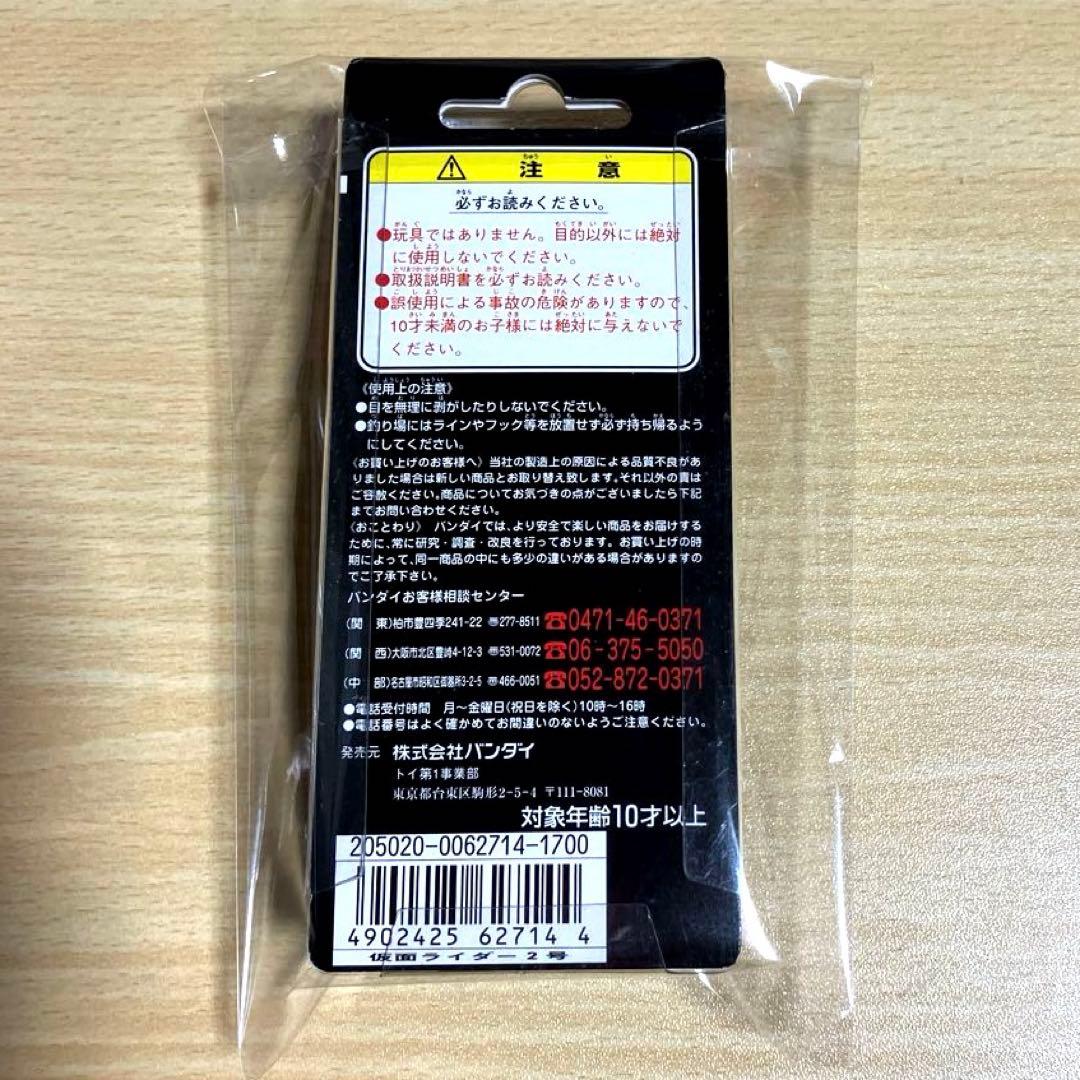 注意
必ずお読みください。
●玩具ではありません。目的以外には絶対
に使用しないでください。
●取扱説明書を必ずお読みください。
●誤使用による事故の危険がありますので、
10才未満のお子様には絶対に与えないで
ください。
《使用上の注意》
●目を無理に剥がしたりしないでください。
●釣り場にはラインやフック等を放置せず必ず持ち帰るよう
にしてください。
〈お買い上げのお客様へ〉当社の製造上の原因による品質不良があ
りました場合は新しい商品とお取り替え致します。それ以外の責は
ご容赦ください。商品についてお気づきの点がございましたら下記
までお問い合わせください。
〈おことわり〉 バンダイでは、より安全で楽しい商品をお届けする
ために、常に研究・調査・改良を行っております。お買い上げの時
期によって、同一商品の中にも多少の違いがある場合がありますの
でご了承下さい。
バンダイお客様相談センター
(関 東)柏市豊四季241-22 〠277-8511 ☎0471-46-0371
(関 西)大阪市北区豊崎4-12-3 〠531-0072 ☎06-375-5050
(中 部)名古屋市昭和区御器所3-2-5 〠466-0051 ☎052-872-0371
●電話受付時間 月〜金曜日(祝日を除く)10時〜16時
●電話番号はよく確かめてお間違いのないようご注意ください。
発売元 株式会社バンダイ
トイ第1事業部
東京都台東区駒形2-5-4 〒111-8081
対象年齢10才以上
205020-0062714-1700
4902425 62714 4
仮面ライダー2号